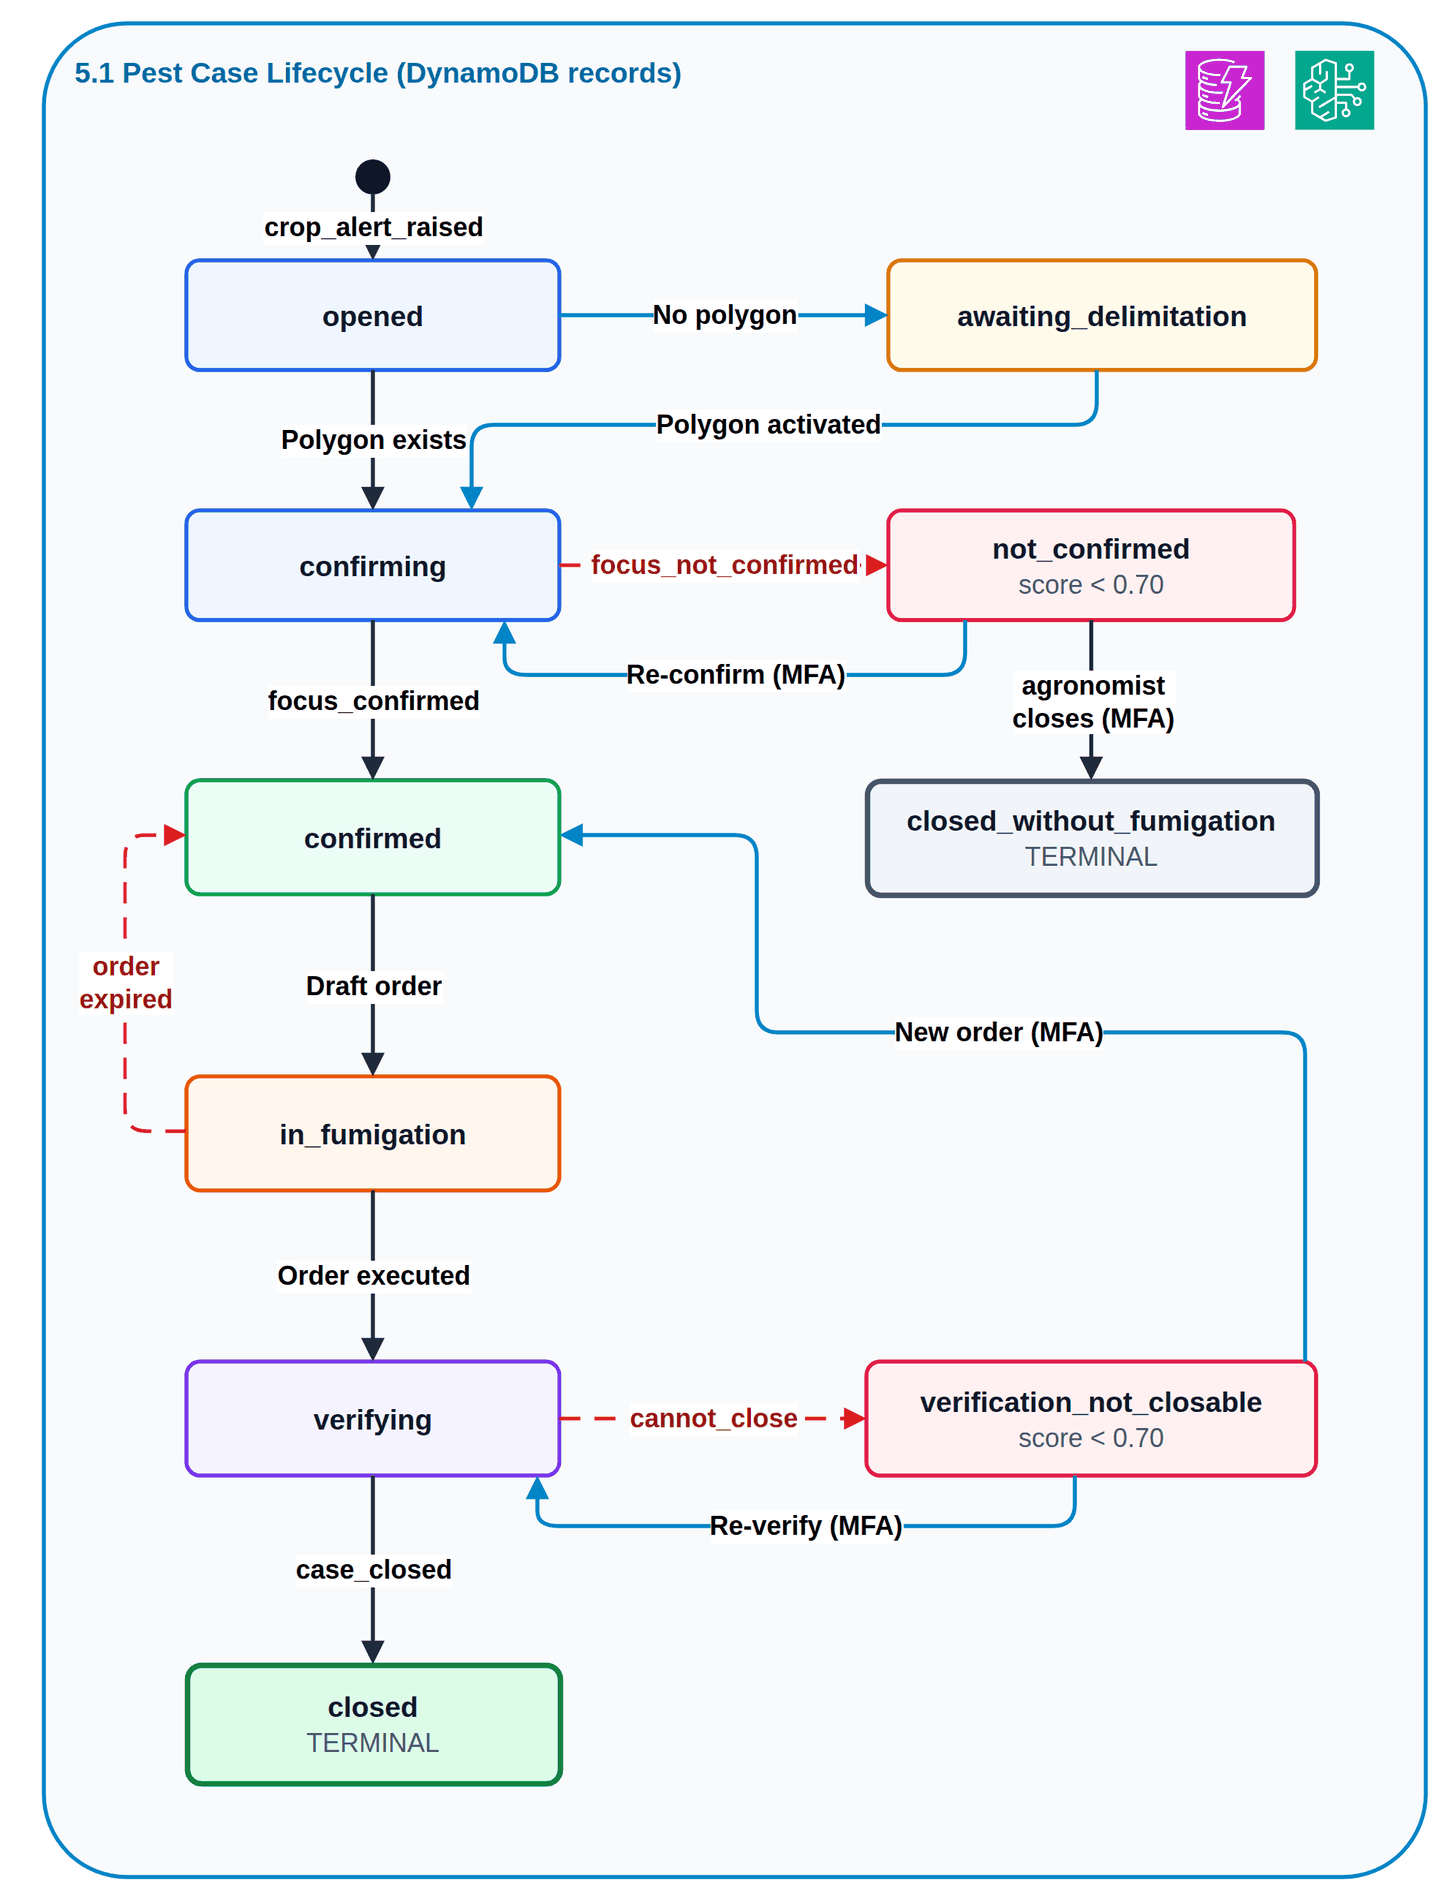 5.1 Pest Case Lifecycle (DynamoDB records)
crop_alert_raised
opened
No polygon
awaiting_delimitation
Polygon exists
Polygon activated
confirming
focus_not_confirmed
not_confirmed
score < 0.70
Re-confirm (MFA)
focus_confirmed
agronomist
closes (MFA)
confirmed
closed_without_fumigation
TERMINAL
order
expired
Draft order
New order (MFA)
in_fumigation
Order executed
verifying
cannot_close
verification_not_closable
score < 0.70
Re-verify (MFA)
case_closed
closed
TERMINAL